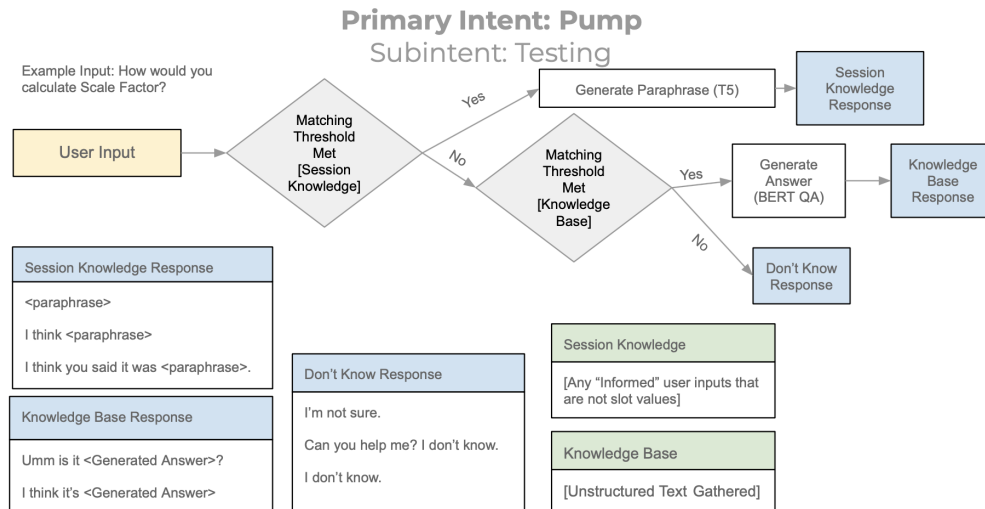 Primary Intent: Pump
Subintent: Testing
Example Input: How would you
calculate Scale Factor?
User Input
Matching
Threshold
Met
[Session
Knowledge]
Yes
No
Generate Paraphrase (T5)
Session
Knowledge
Response
Matching
Threshold
Met
[Knowledge
Base]
Yes
No
Generate
Answer
(BERT QA)
Knowledge
Base
Response
Don't Know
Response
Session Knowledge Response
<paraphrase>
I think <paraphrase>
I think you said it was <paraphrase>.
Knowledge Base Response
Umm is it <Generated Answer>?
I think it's <Generated Answer>
Don't Know Response
I'm not sure.
Can you help me? I don't know.
I don't know.
Session Knowledge
[Any “Informed” user inputs that
are not slot values]
Knowledge Base
[Unstructured Text Gathered]